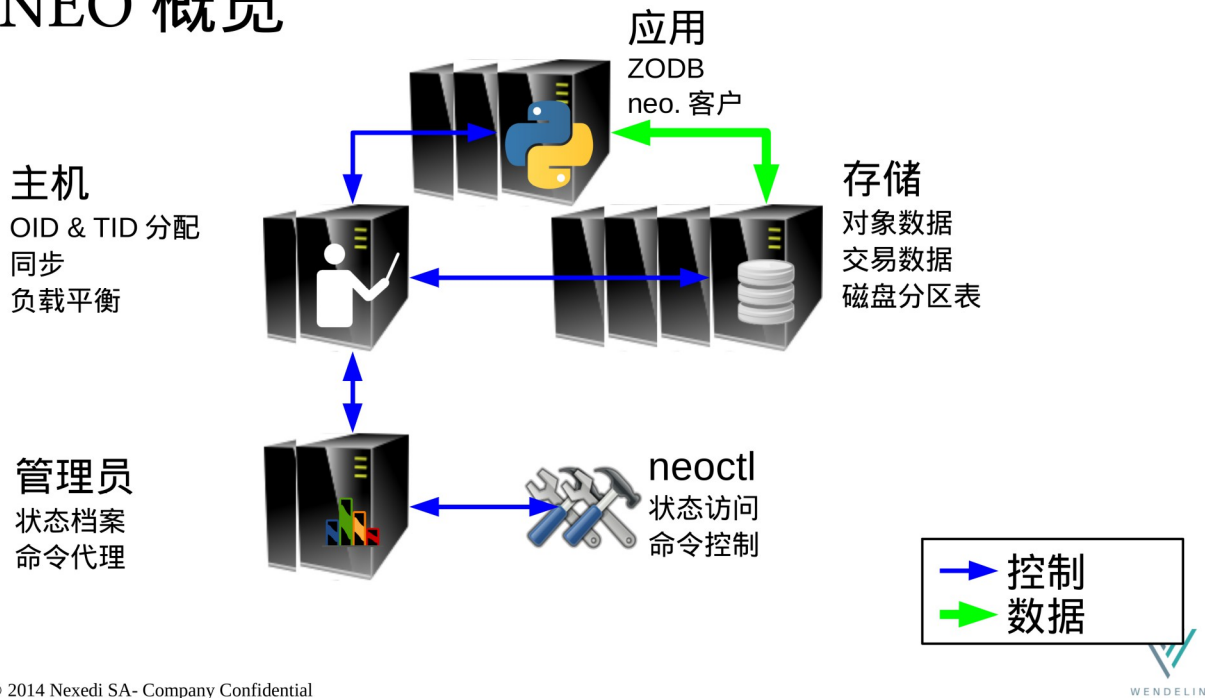 NEO 概览
应用
ZODB
neo. 客户
主机
OID & TID 分配
同步
负载平衡
存储
对象数据
交易数据
磁盘分区表
管理员
状态档案
命令代理
neoctl
状态访问
命令控制
控制
数据
© 2014 Nexedi SA- Company Confidential
WENDELIN